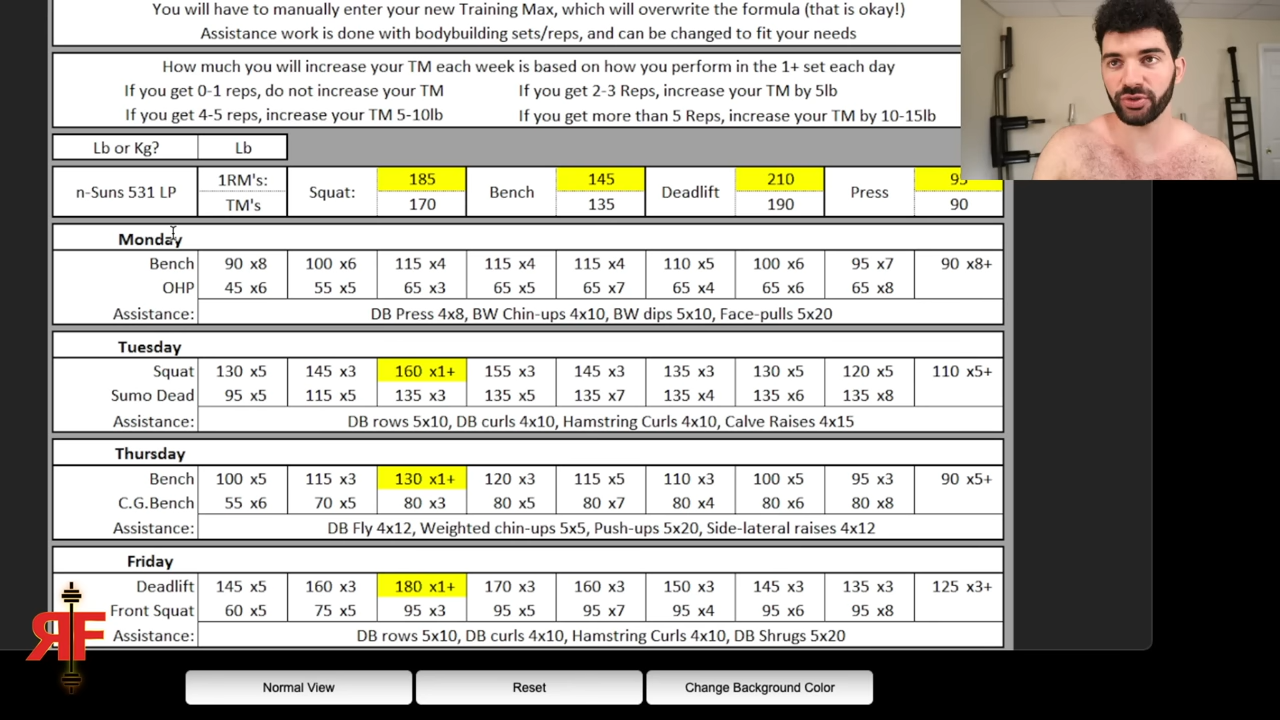 You will have to manually enter your new Training Max, which will overwrite the formula (that is okay!)
Assistance work is done with bodybuilding sets/reps, and can be changed to fit your needs
How much you will increase your TM each week is based on how you perform in the 1+ set each day
If you get 0-1 reps, do not increase your TM If you get 2-3 Reps, increase your TM by 5lb
If you get 4-5 reps, increase your TM 5-10lb If you get more than 5 Reps, increase your TM by 10-15lb
Lb or Kg? Lb
n-Suns 531 LP 1RM's: Squat: 185 Bench 145 Deadlift 210 Press 95
TM's 170 135 190 90
Monday
Bench 90 x8 100 x6 115 x4 115 x4 115 x4 110 x5 100 x6 95 x7 90 x8+
OHP 45 x6 55 x5 65 x3 65 x5 65 x7 65 x4 65 x6 65 x8
Assistance: DB Press 4x8, BW Chin-ups 4x10, BW dips 5x10, Face-pulls 5x20
Tuesday
Squat 130 x5 145 x3 160 x1+ 155 x3 145 x3 135 x3 130 x5 120 x5 110 x5+
Sumo Dead 95 x5 115 x5 135 x3 135 x5 135 x7 135 x4 135 x6 135 x8
Assistance: DB rows 5x10, DB curls 4x10, Hamstring Curls 4x10, Calve Raises 4x15
Thursday
Bench 100 x5 115 x3 130 x1+ 120 x3 115 x5 110 x3 100 x5 95 x3 90 x5+
C.G.Bench 55 x6 70 x5 80 x3 80 x5 80 x7 80 x4 80 x6 80 x8
Assistance: DB Fly 4x12, Weighted chin-ups 5x5, Push-ups 5x20, Side-lateral raises 4x12
Friday
Deadlift 145 x5 160 x3 180 x1+ 170 x3 160 x3 150 x3 145 x3 135 x3 125 x3+
Front Squat 60 x5 75 x5 95 x3 95 x5 95 x7 95 x4 95 x6 95 x8
Assistance: DB rows 5x10, DB curls 4x10, Hamstring Curls 4x10, DB Shrugs 5x20
RF
Normal View Reset Change Background Color